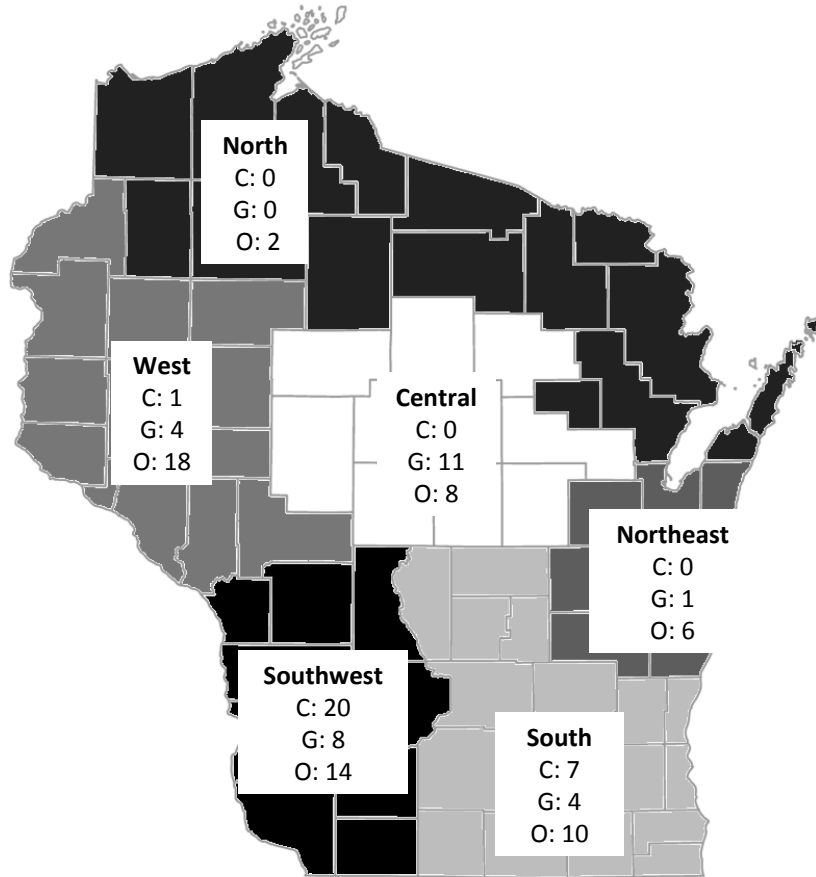 North
C: 0
G: 0
O: 2
West
C: 1
G: 4
O: 18
Central
C: 0
G: 11
O: 8
Northeast
C: 0
G: 1
O: 6
Southwest
C: 20
G: 8
O: 14
South
C: 7
G: 4
O: 10